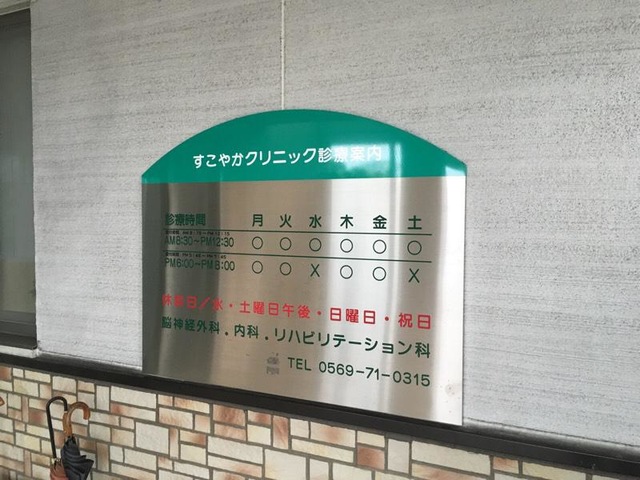 すこやかクリニック診療案内
診療時間 月 火 水 木 金 土
AM8:30~PM12:30 ○ ○ ○ ○ ○ ○
PM6:00~PM8:00 ○ ○ X ○ ○ X
休診日/水・土曜日午後・日曜日・祝日
脳神経外科.内科.リハビリテーション科
TEL 0569-71-0315